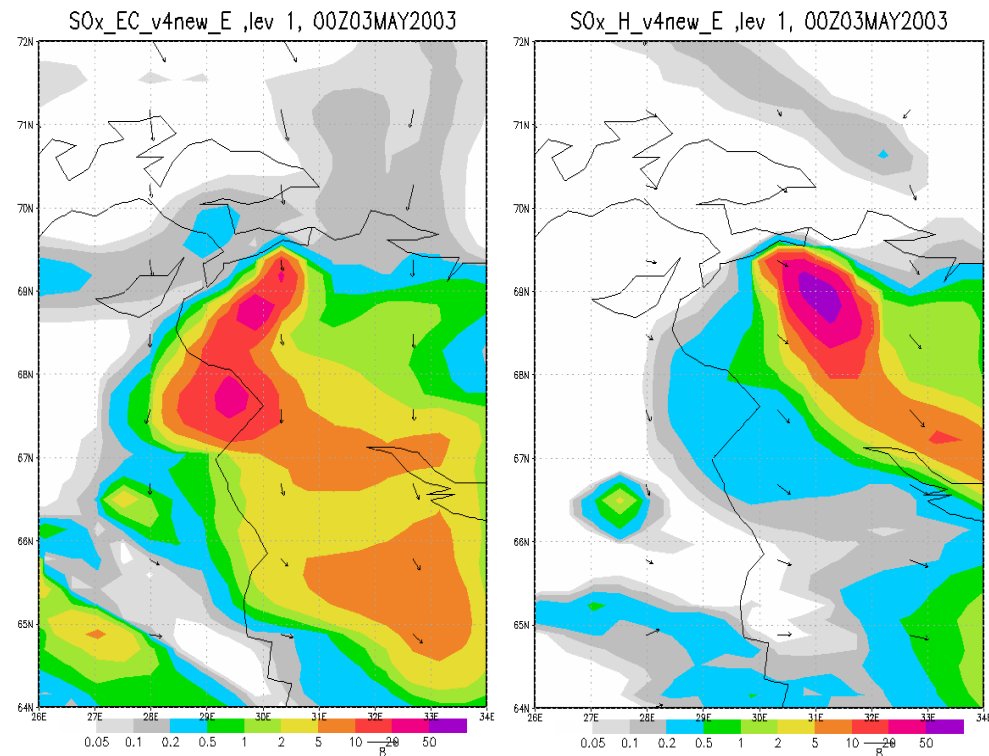 SOx_EC_v4new_E ,lev 1, 00Z03MAY2003
72N
71N
70N
69N
68N
67N
66N
65N
64N
26E 27E 28E 29E 30E 31E 32E 33E 34E
0.05 0.1 0.2 0.5 1 2 5 10 20 50
8
SOx_H_v4new_E ,lev 1, 00Z03MAY2003
72N
71N
70N
69N
68N
67N
66N
65N
64N
26E 27E 28E 29E 30E 31E 32E 33E 34E
0.05 0.1 0.2 0.5 1 2 5 10 20 50
8